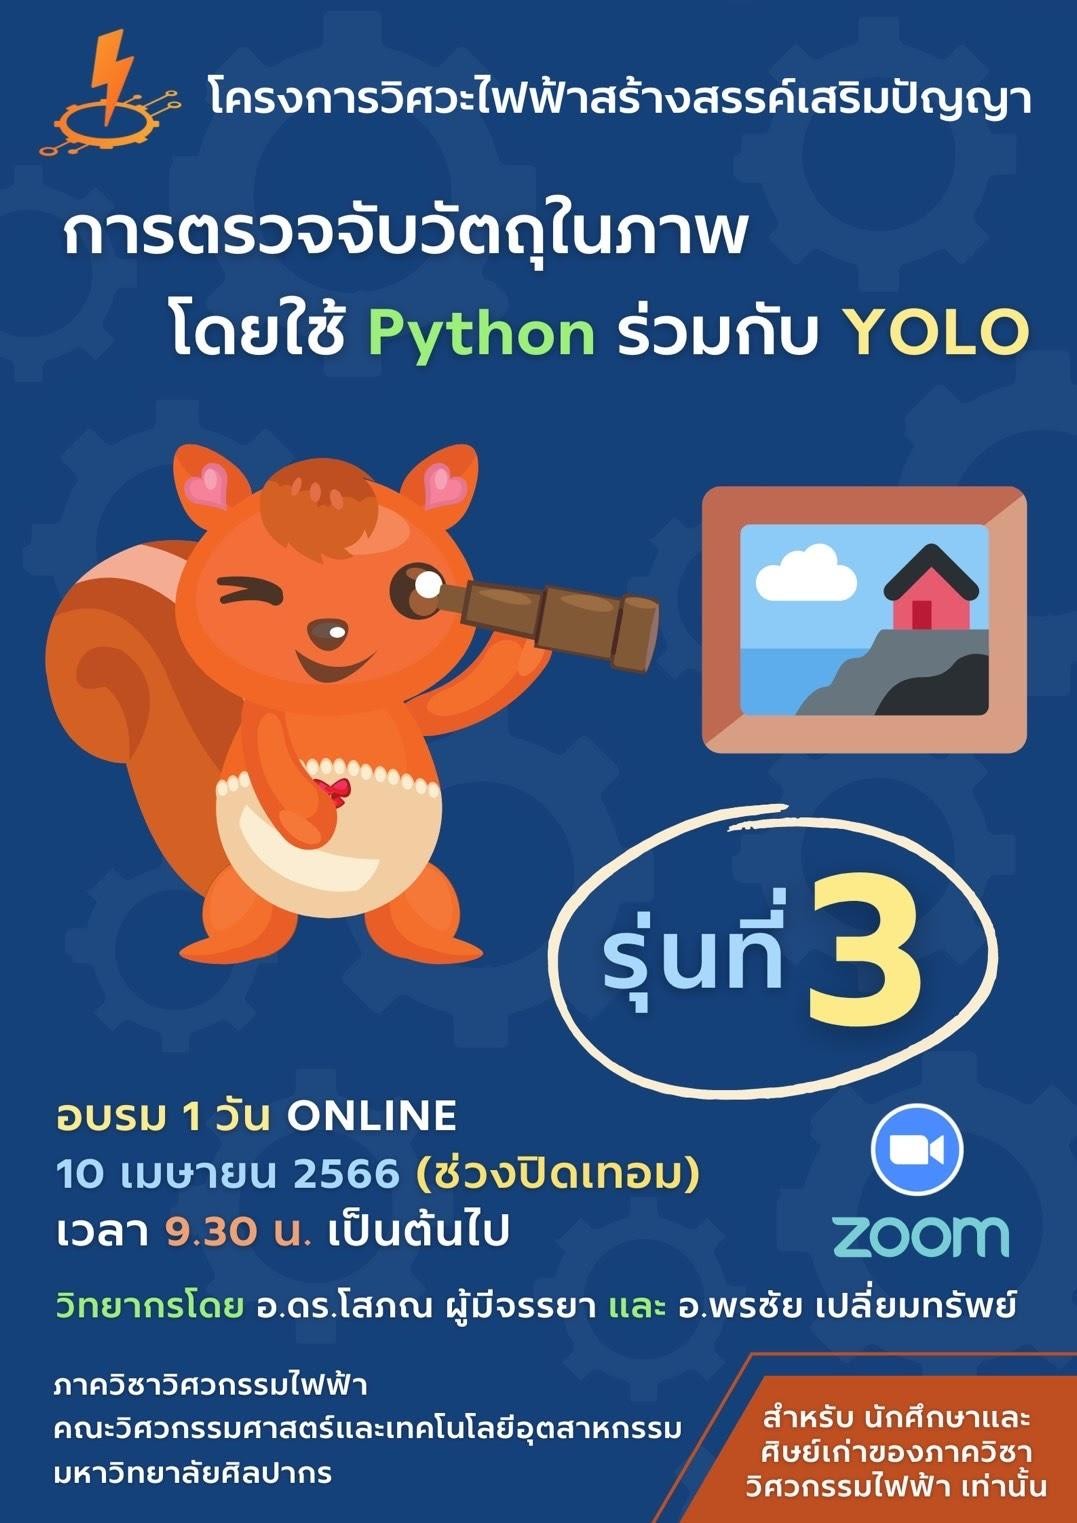 โครงการวิศวะไฟฟ้าสร้างสรรค์เสริมปัญญา
การตรวจจับวัตถุในภาพ
โดยใช้ Python ร่วมกับ YOLO
รุ่นที่ 3
อบรม 1 วัน ONLINE
10 เมษายน 2566 (ช่วงปิดเทอม)
เวลา 9.30 น. เป็นต้นไป
zoom
วิทยากรโดย อ.ดร.โสภณ ผู้มีจรรยา และ อ.พรชัย เปลี่ยมทรัพย์
ภาควิชาวิศวกรรมไฟฟ้า
คณะวิศวกรรมศาสตร์และเทคโนโลยีอุตสาหกรรม
มหาวิทยาลัยศิลปากร
สำหรับ นักศึกษาและ
ศิษย์เก่าของภาควิชา
วิศวกรรมไฟฟ้า เท่านั้น